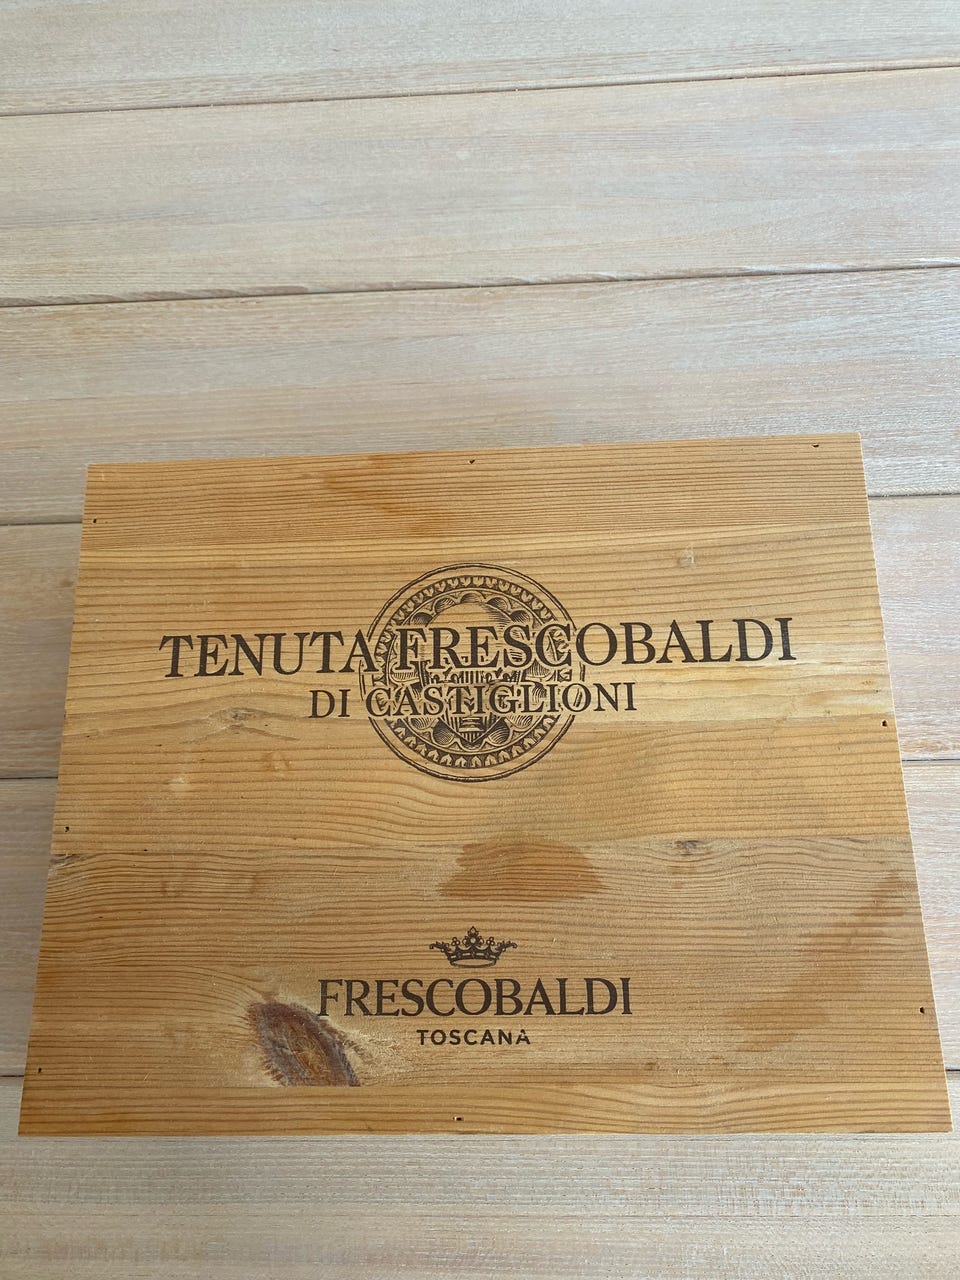 TENUTA FRESCOBALDI
DI CASTIGLIONI
FRESCOBALDI
TOSCANA